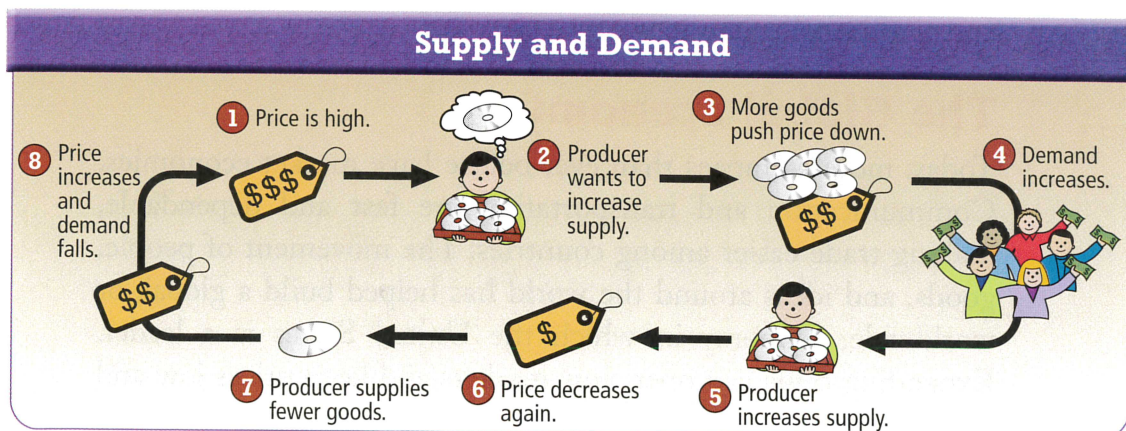 Supply and Demand
1 Price is high.
$$$
2 Producer
wants to
increase
supply.
3 More goods
push price down.
$$
4 Demand
increases.
$
$
$
$
5 Producer
increases supply.
6 Price decreases
again.
$
7 Producer supplies
fewer goods.
8 Price
increases
and
demand
falls.
$$